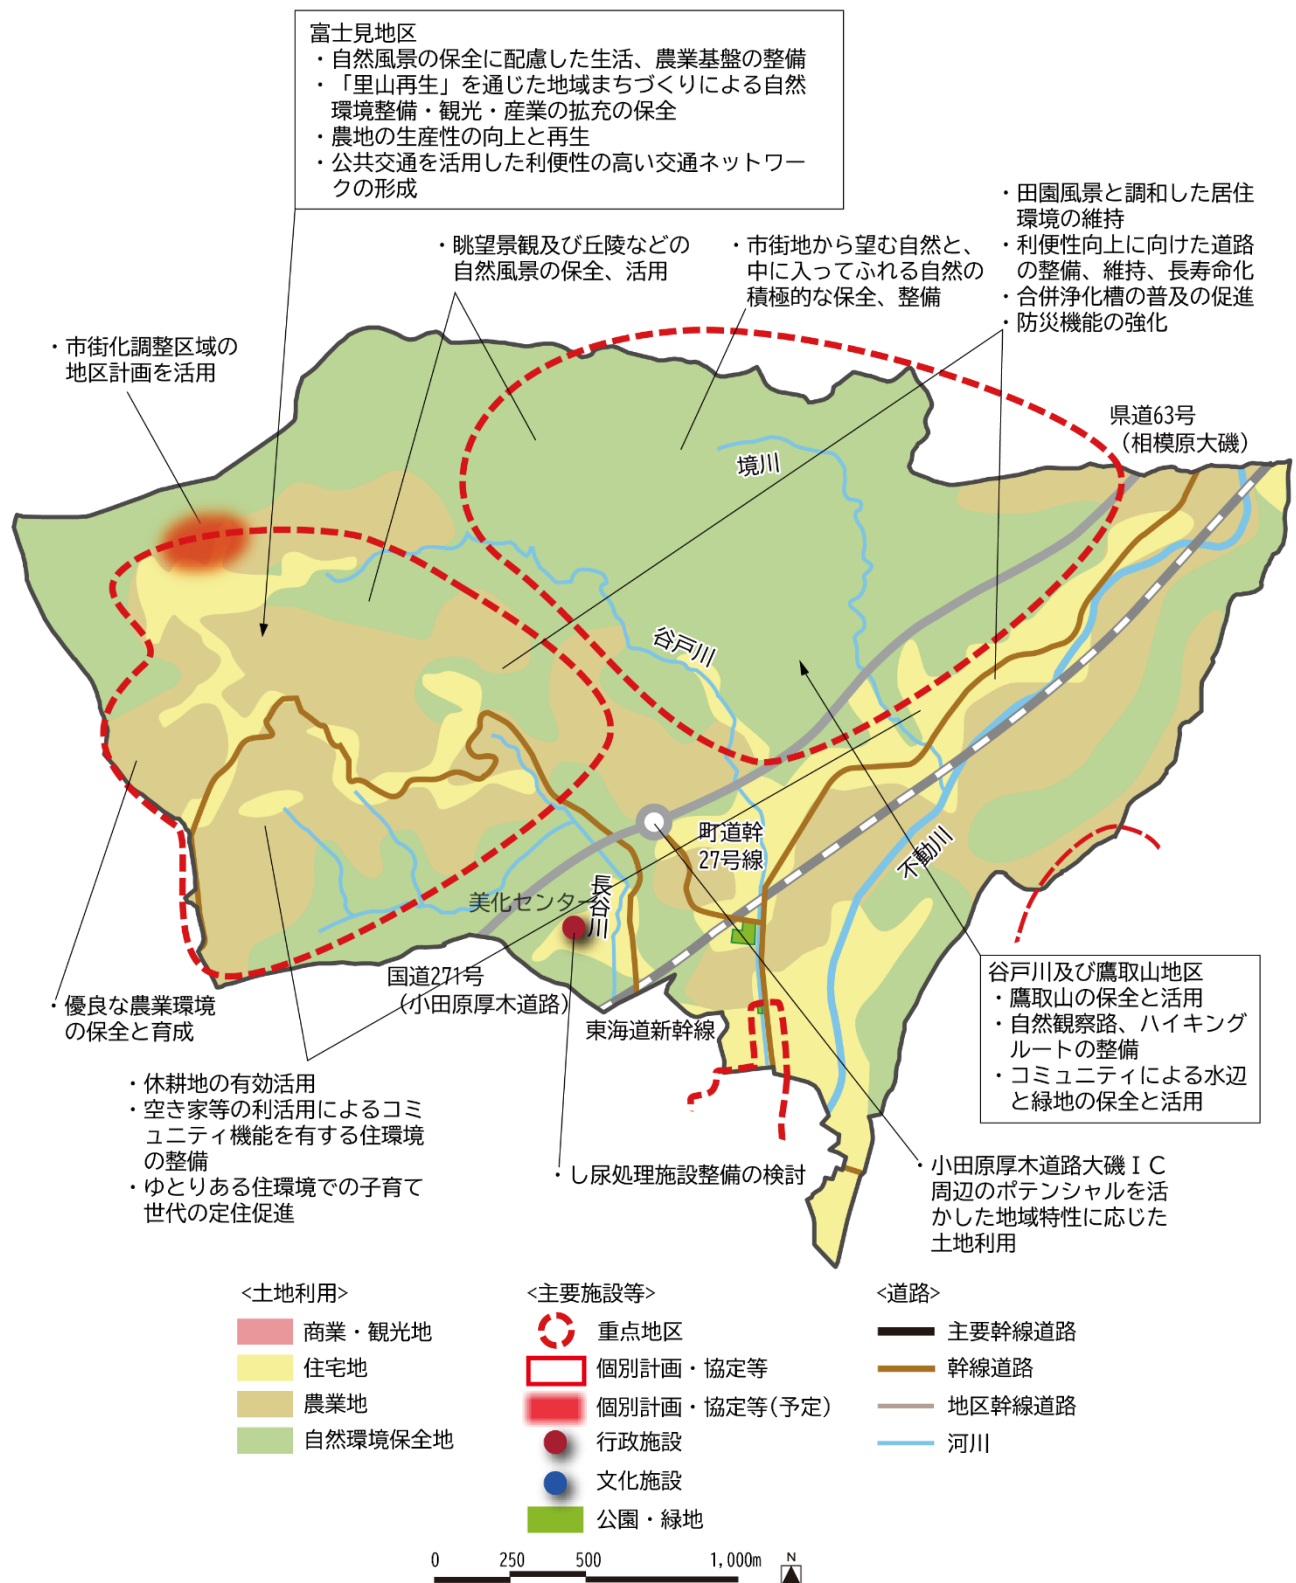 富士見地区
・自然風景の保全に配慮した生活、農業基盤の整備
・「里山再生」を通じた地域まちづくりによる自然
環境整備・観光・産業の拡充の保全
・農地の生産性の向上と再生
・公共交通を活用した利便性の高い交通ネットワー
クの形成
・田園風景と調和した居住
環境の維持
・利便性向上に向けた道路
の整備、維持、長寿命化
・合併浄化槽の普及の促進
・防災機能の強化
・眺望景観及び丘陵などの
自然風景の保全、活用
・市街地から望む自然と、
中に入ってふれる自然の
積極的な保全、整備
・市街化調整区域の
地区計画を活用
県道63号
（相模原大磯）
境川
谷戸川
町道幹
27号線
不動川
長谷川
美化センター
国道271号
（小田原厚木道路）
東海道新幹線
谷戸川及び鷹取山地区
・鷹取山の保全と活用
・自然観察路、ハイキング
ルートの整備
・コミュニティによる水辺
と緑地の保全と活用
・優良な農業環境
の保全と育成
・休耕地の有効活用
・空き家等の利活用によるコミ
ュニティ機能を有する住環境
の整備
・ゆとりある住環境での子育て
世代の定住促進
・し尿処理施設整備の検討
・小田原厚木道路大磯ＩＣ
周辺のポテンシャルを活
かした地域特性に応じた
土地利用
<土地利用>
商業・観光地
住宅地
農業地
自然環境保全地
<主要施設等>
重点地区
個別計画・協定等
個別計画・協定等(予定)
行政施設
文化施設
公園・緑地
<道路>
主要幹線道路
幹線道路
地区幹線道路
河川
0 250 500 1,000m
N